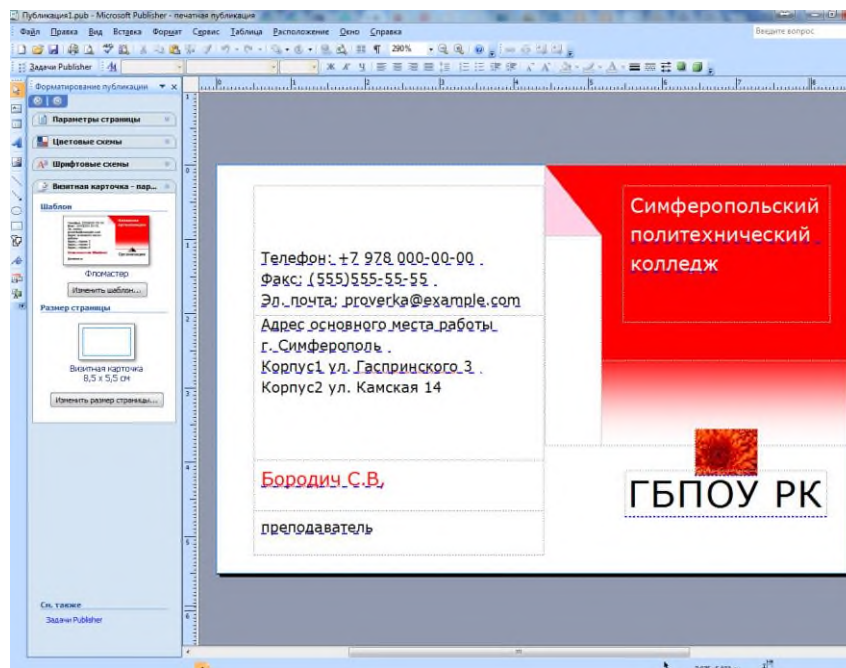 Публикация1.pub - Microsoft Publisher - печатная публикация
Файл Правка Вид Вставка Формат Сервис Таблица Расположение Окно Справка
Введите вопрос
290%
Задачи Publisher
Форматирование публикации
Параметры страницы
Цветовые схемы
Шрифтовые схемы
Визитная карточка - пар...
Шаблон
Фломастер
Изменить шаблон...
Размер страницы
Визитная карточка
8,5 x 5,5 см
Изменить размер страницы...
См. также
Задачи Publisher
Телефон: +7 978 000-00-00
Факс: (555)555-55-55
Эл. почта: proverka@example.com
Адрес основного места работы
г. Симферополь
Корпус1 ул. Гаспринского 3
Корпус2 ул. Камская 14
Бородич С.В.
преподаватель
Симферопольский
политехнический
колледж
ГБПОУ РК